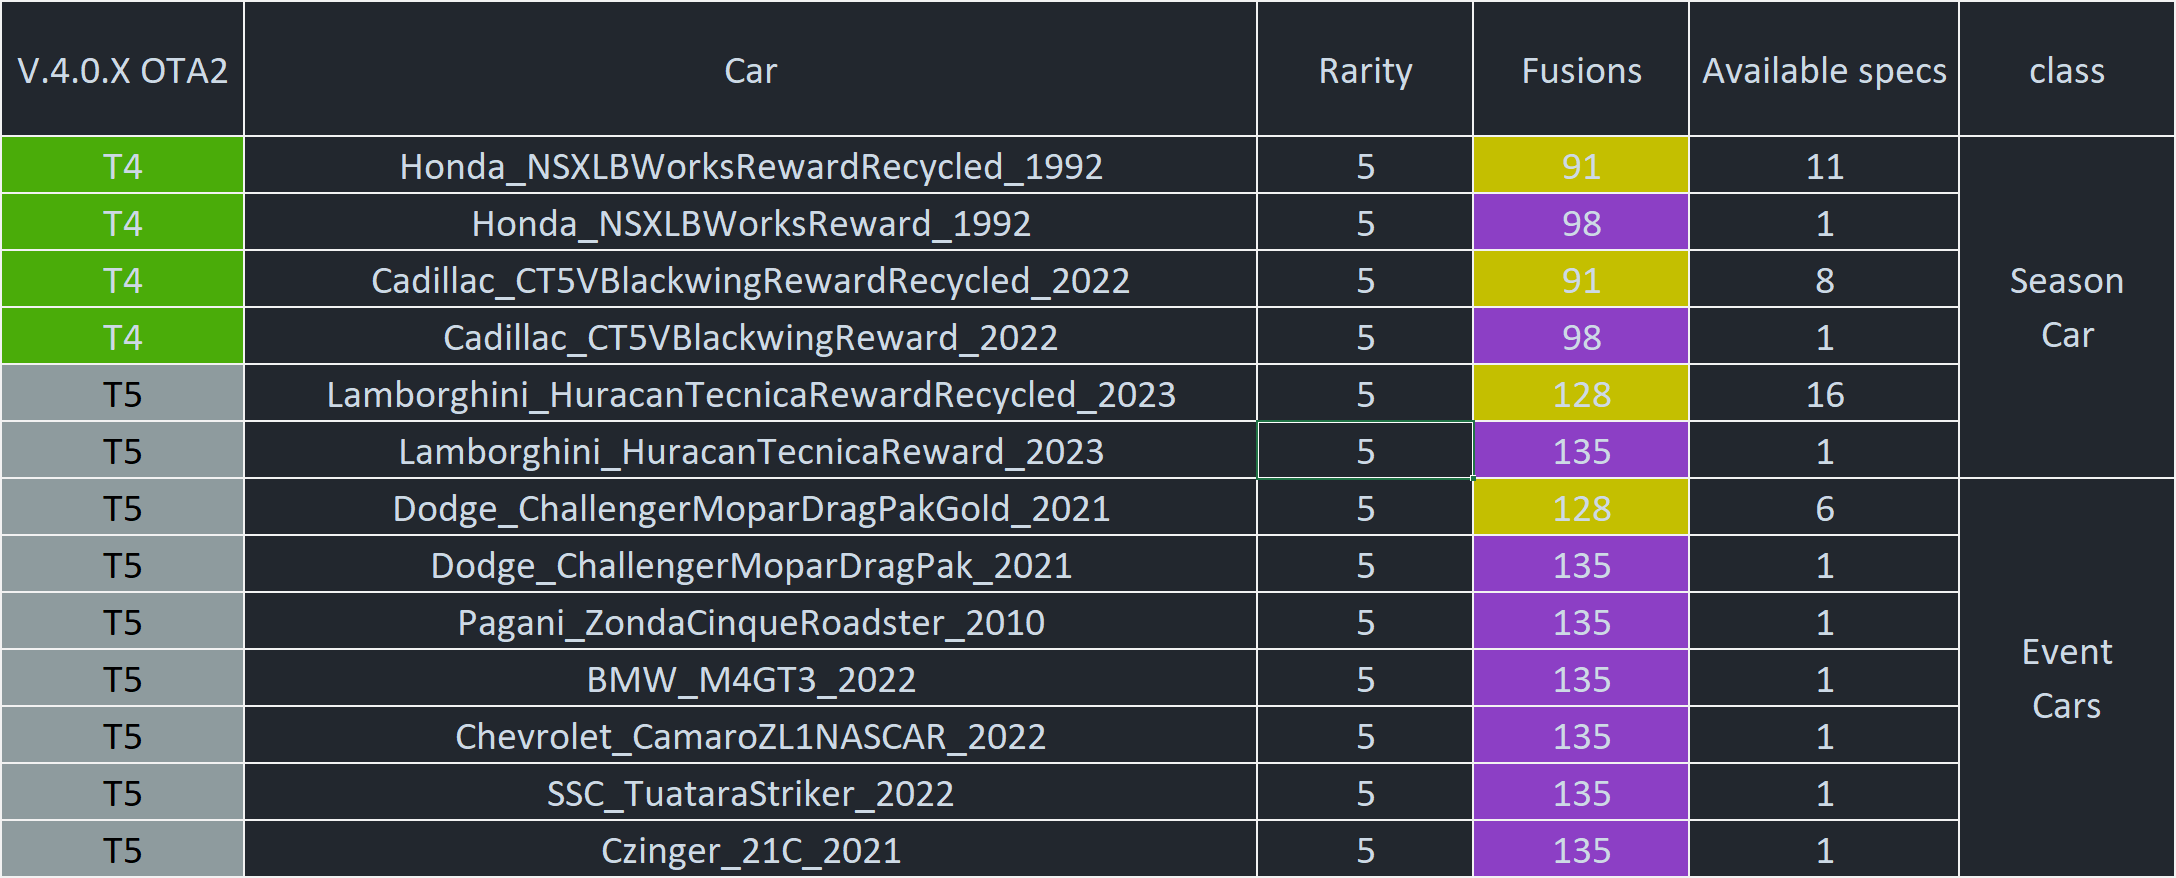 V.4.0.X OTA2 Car Rarity Fusions Available specs class
T4 Honda_NSXLBWorksRewardRecycled_1992 5 91 11
T4 Honda_NSXLBWorksReward_1992 5 98 1
T4 Cadillac_CT5VBlackwingRewardRecycled_2022 5 91 8
Season
Car
T4 Cadillac_CT5VBlackwingReward_2022 5 98 1
T5 Lamborghini_HuracanTecnicaRewardRecycled_2023 5 128 16
T5 Lamborghini_HuracanTecnicaReward_2023 5 135 1
T5 Dodge_ChallengerMoparDragPakGold_2021 5 128 6
T5 Dodge_ChallengerMoparDragPak_2021 5 135 1
T5 Pagani_ZondaCinqueRoadster_2010 5 135 1
Event
Cars
T5 BMW_M4GT3_2022 5 135 1
T5 Chevrolet_CamaroZL1NASCAR_2022 5 135 1
T5 SSC_TuataraStriker_2022 5 135 1
T5 Czinger_21C_2021 5 135 1